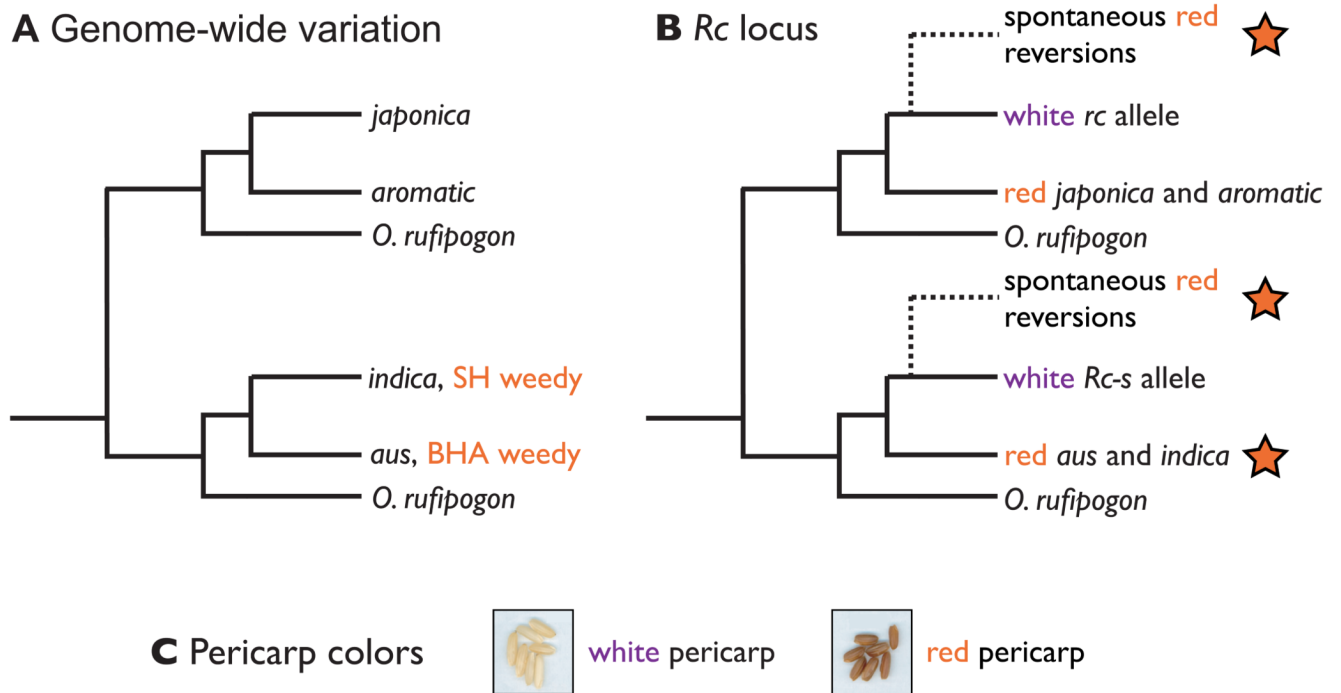 A Genome-wide variation
japonica
aromatic
O. rufipogon
indica, SH weedy
aus, BHA weedy
O. rufipogon
B Rc locus
spontaneous red
reversions
white rc allele
red japonica and aromatic
O. rufipogon
spontaneous red
reversions
white Rc-s allele
red aus and indica
O. rufipogon
C Pericarp colors
white pericarp
red pericarp